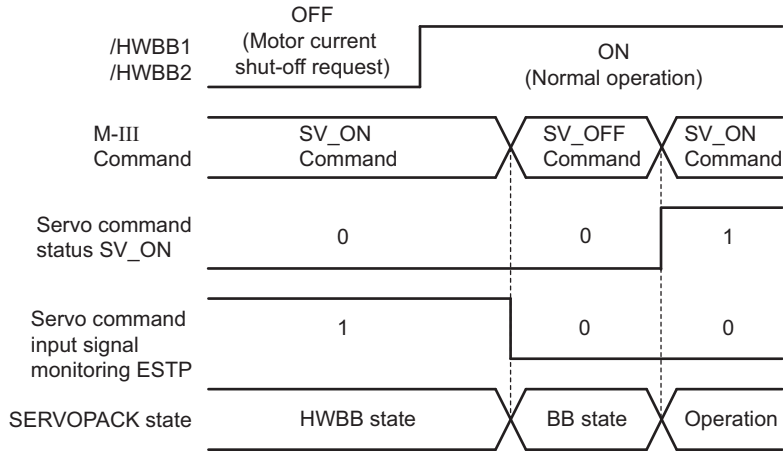 OFF
(Motor current
shut-off request)
/HWBB1
/HWBB2
ON
(Normal operation)
M-III
Command
SV_ON
Command
SV_OFF
Command
SV_ON
Command
Servo command
status SV_ON
0
0
1
Servo command
input signal
monitoring ESTP
1
0
0
SERVOPACK state
HWBB state
BB state
Operation